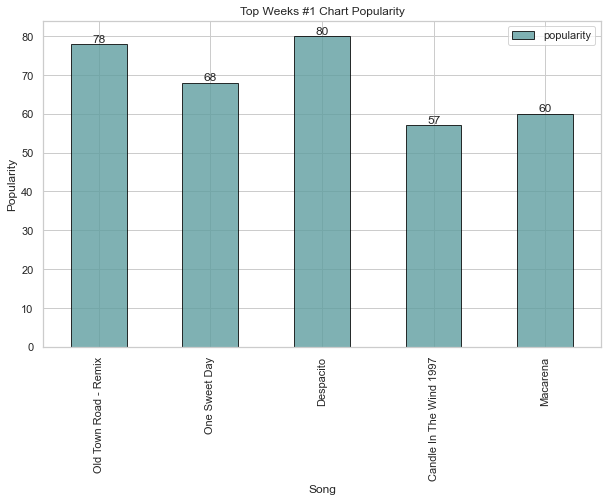 Top Weeks #1 Chart Popularity
popularity
78
68
80
57
60
80
70
60
50
40
30
20
10
0
Popularity
Old Town Road - Remix
One Sweet Day
Despacito
Candle In The Wind 1997
Macarena
Song